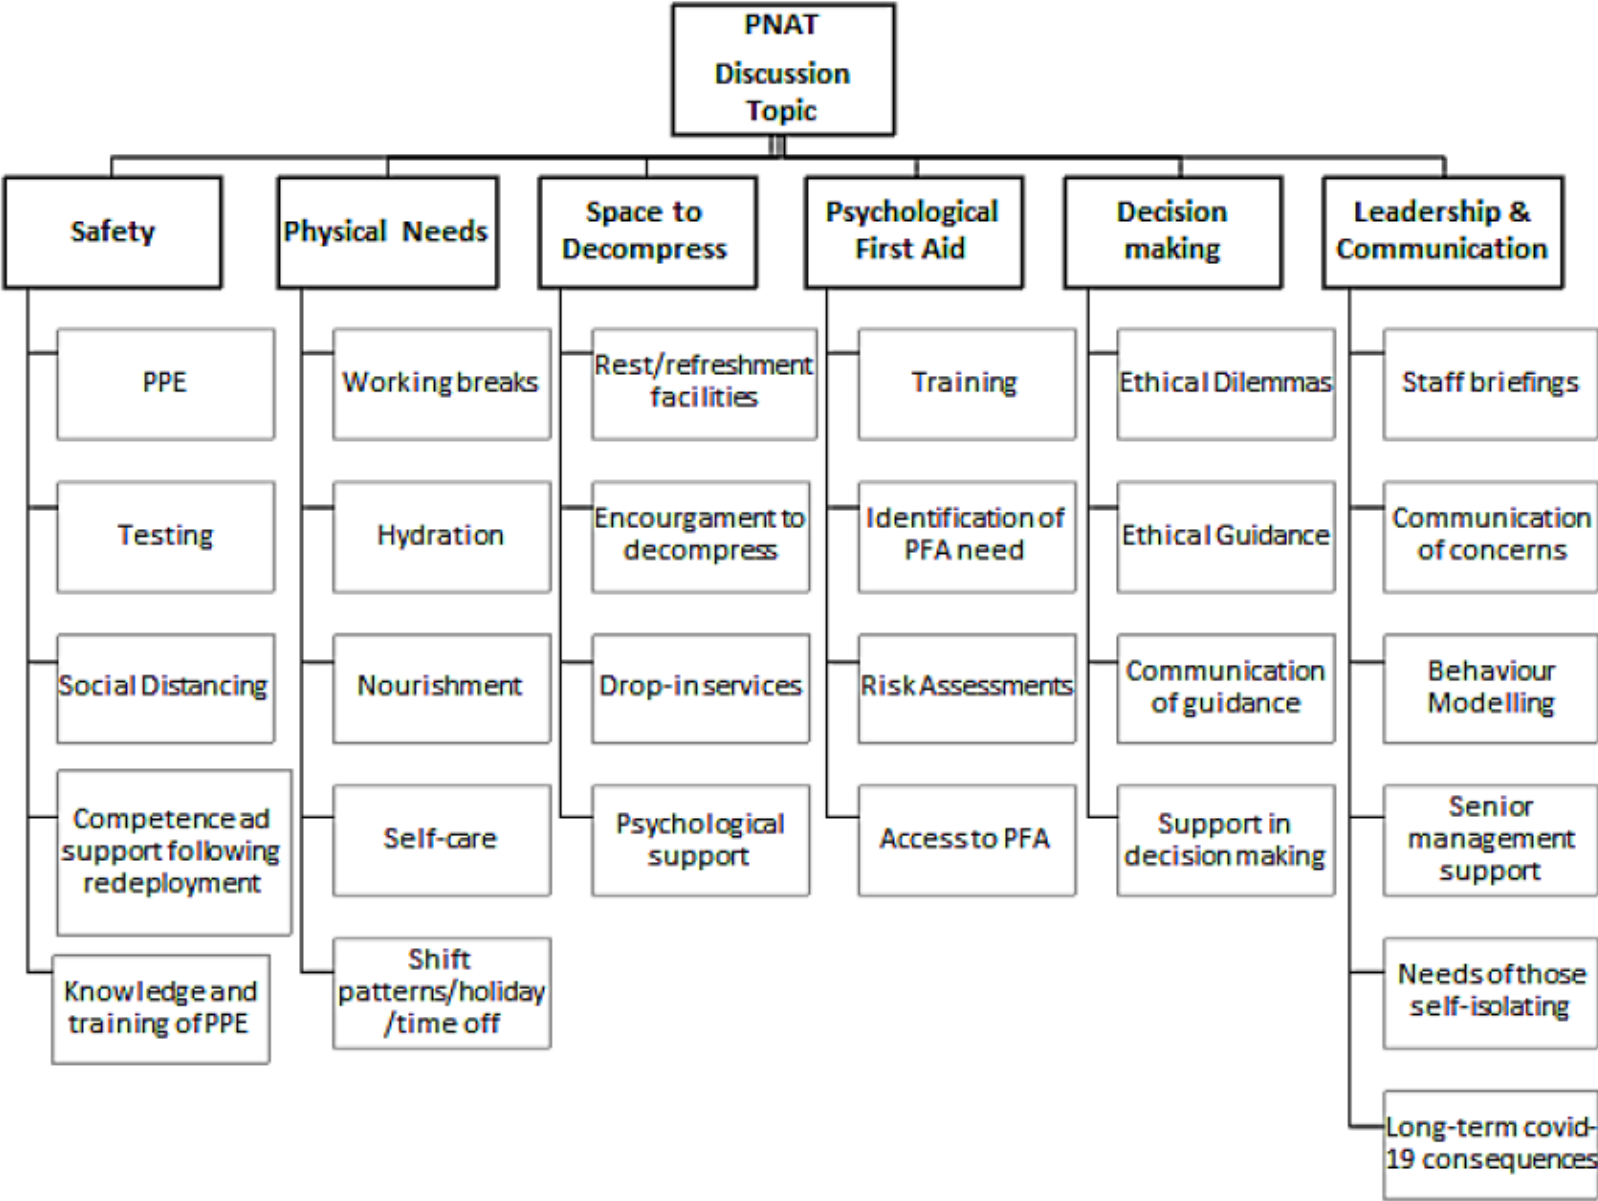 PNAT
Discussion
Topic
Safety
PPE
Testing
Social Distancing
Competence ad
support following
redeployment
Knowledge and
training of PPE
Physical Needs
Working breaks
Hydration
Nourishment
Self-care
Shift
patterns/holiday
/time off
Space to
Decompress
Rest/refreshment
facilities
Encourgament to
decompress
Drop-in services
Psychological
support
Psychological
First Aid
Training
Identification of
PFA need
Risk Assessments
Access to PFA
Decision
making
Ethical Dilemmas
Ethical Guidance
Communication
of guidance
Support in
decision making
Leadership &
Communication
Staff briefings
Communication
of concerns
Behaviour
Modelling
Senior
management
support
Needs of those
self-isolating
Long-term covid-
19 consequences